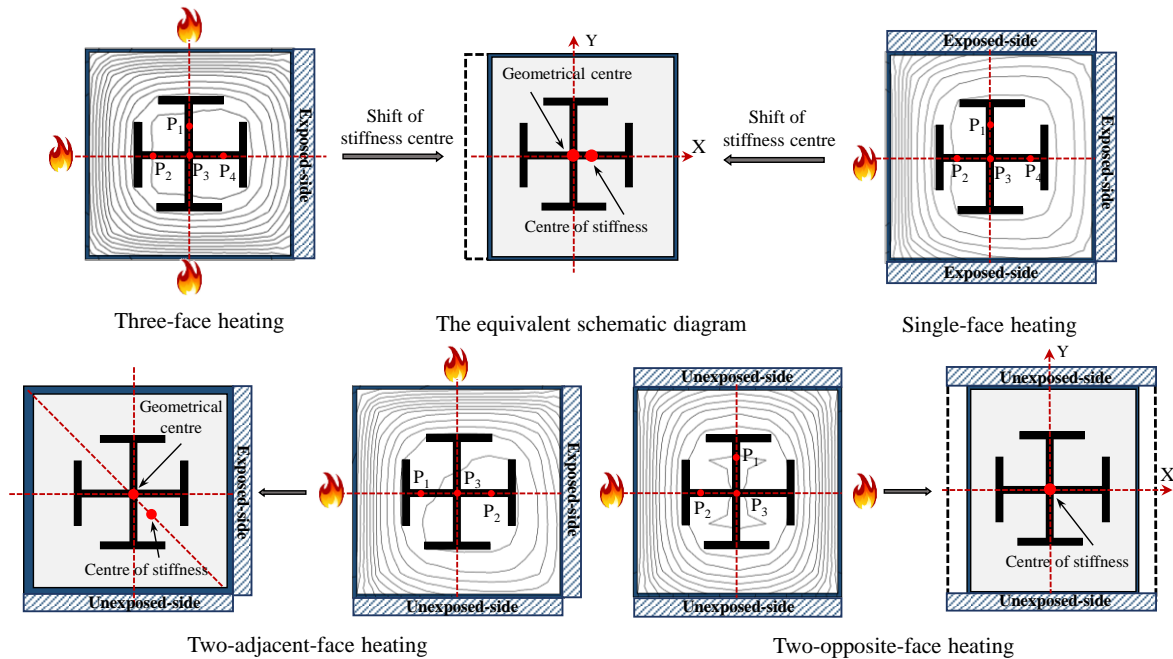 Exposed-side
P1
P2
P3
P4
Three-face heating
Shift of
stiffness centre
Y
Geometrical centre
X
Centre of stiffness
The equivalent schematic diagram
Shift of
stiffness centre
Exposed-side
P1
P2
P3
P4
Exposed-side
Exposed-side
Single-face heating
Geometrical
centre
Exposed-side
Centre of stiffness
Unexposed-side
P1
P3
P2
Exposed-side
Unexposed-side
Two-adjacent-face heating
Unexposed-side
P1
P2
P3
Unexposed-side
Y
Unexposed-side
X
Centre of stiffness
Unexposed-side
Two-opposite-face heating